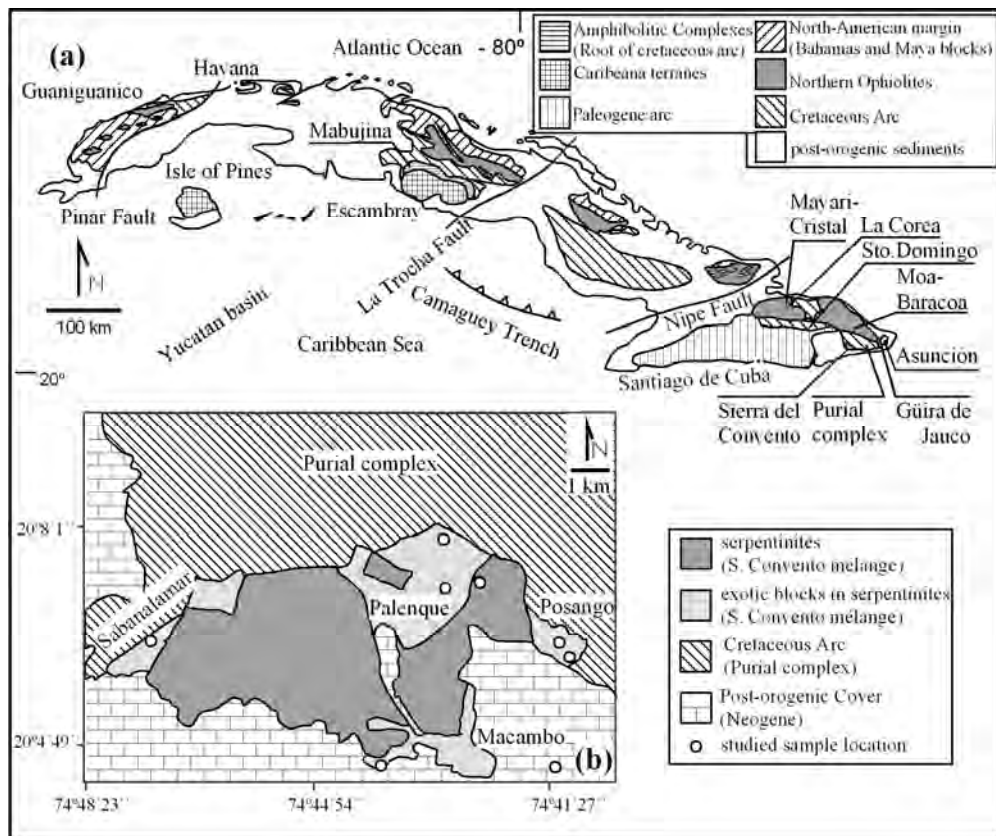 (a)
Atlantic Ocean
- 80°
Havana
Guaniguanico
Mabujina
Isle of Pines
Pinar Fault
Escambray
N
100 km
La Trocha Fault
Yucatan basin
Camaguey Trench
Caribbean Sea
20°
Nipe Fault
Santiago de Cuba
Mayari-
Cristal
La Corea
Sto. Domingo
Moa-
Baracoa
Asuncion
Sierra del
Convento
Purial
complex
Güira de
Jauco
Amphibolitic Complexes
(Root of cretaceous arc)
Caribeana terranes
Paleogene arc
North-American margin
(Bahamas and Maya blocks)
Northern Ophiolites
Cretaceous Arc
post-orogenic sediments
Purial complex
N
1 km
20°8´1´´
Sabanalamar
Palenque
Posango
Macambo
20°4´49´´
(b)
74°48´23´´
74°44´54´´
74°41´27´´
serpentinites
(S. Convento mélange)
exotic blocks in serpentinites
(S. Convento mélange)
Cretaceous Arc
(Purial complex)
Post-orogenic Cover
(Neogene)
studied sample location